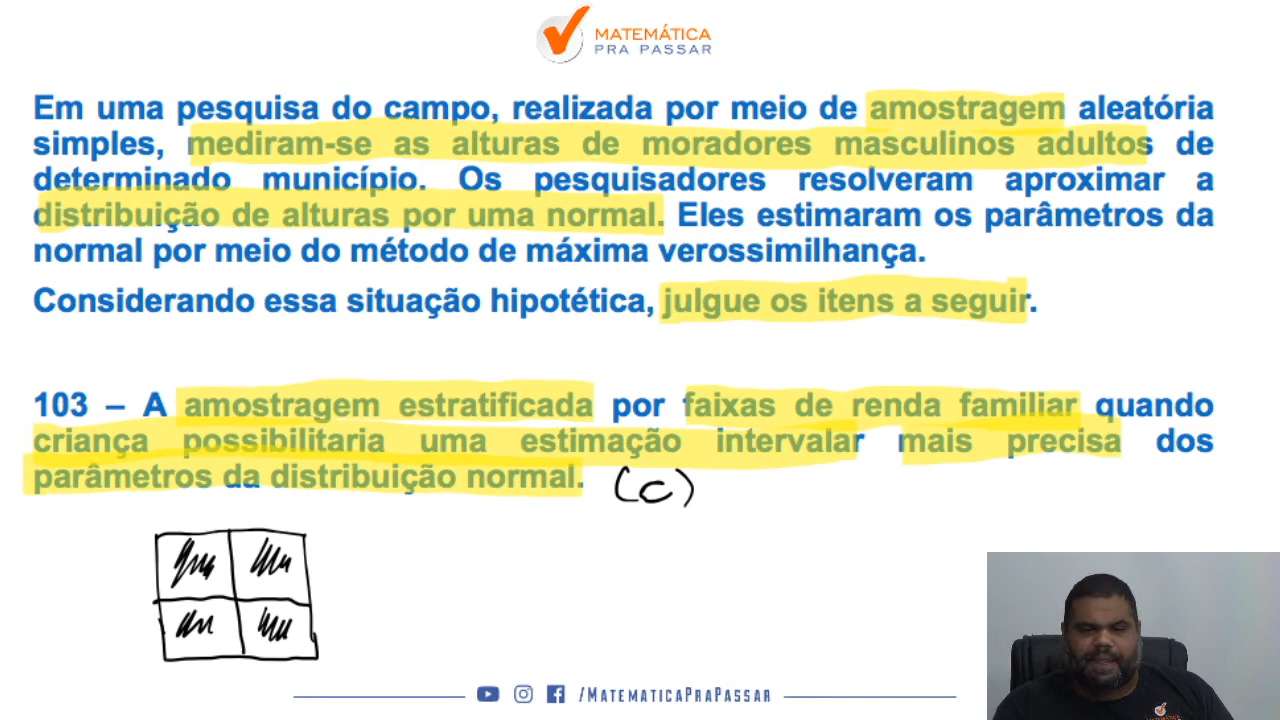 MATEMÁTICA
PRA PASSAR
Em uma pesquisa do campo, realizada por meio de amostragem aleatória
simples, mediram-se as alturas de moradores masculinos adultos de
determinado município. Os pesquisadores resolveram aproximar a
distribuição de alturas por uma normal. Eles estimaram os parâmetros da
normal por meio do método de máxima verossimilhança.
Considerando essa situação hipotética, julgue os itens a seguir.
103 – A amostragem estratificada por faixas de renda familiar quando
criança possibilitaria uma estimação intervalar mais precisa dos
parâmetros da distribuição normal. (C)
/MATEMATICAPRAPASSAR